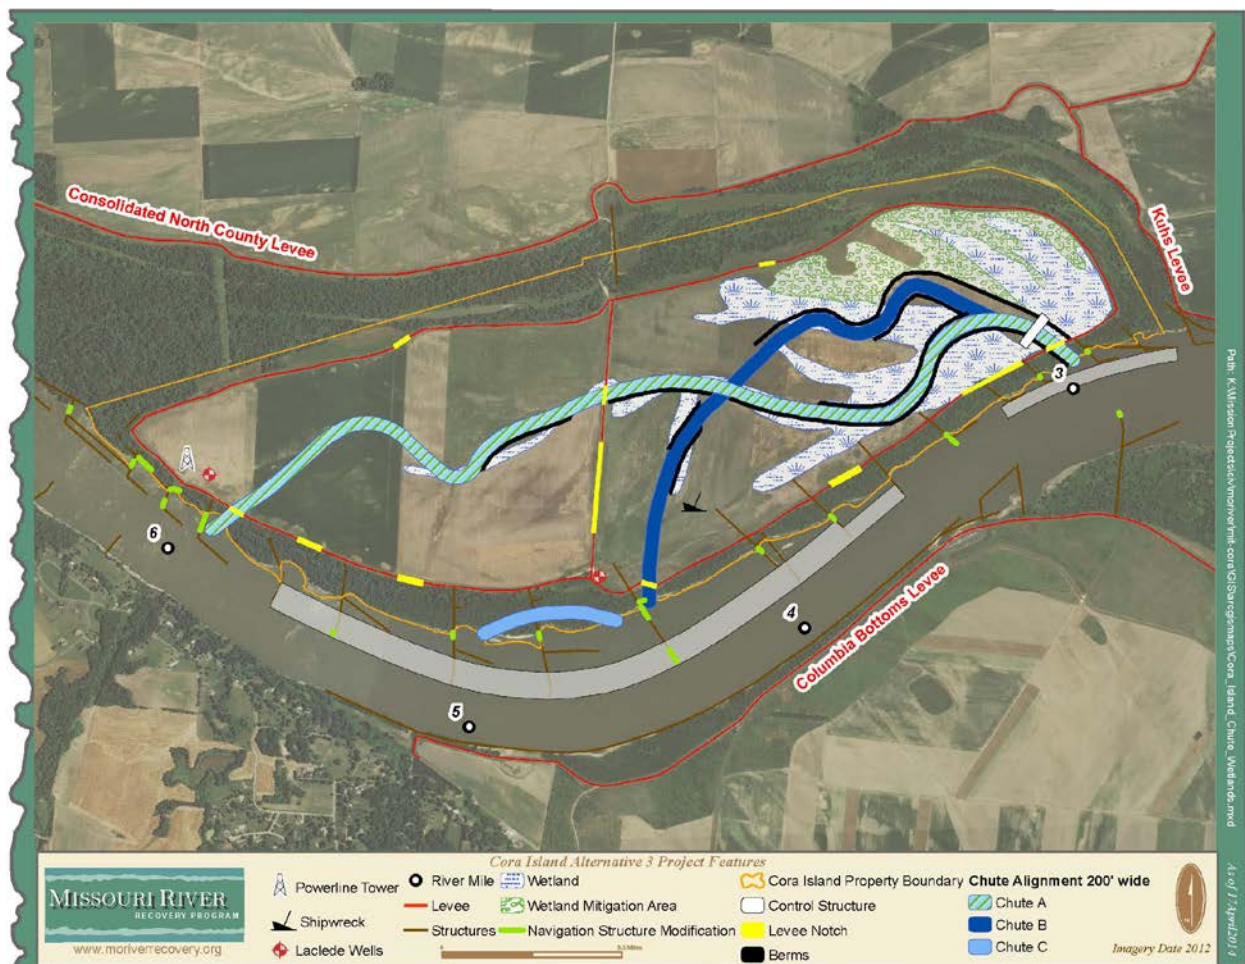 Consolidated North County Levee
Kuhs Levee
3
6
4
5
Columbia Bottoms Levee
As of 17April2014
Cora Island Alternative 3 Project Features
MISSOURI RIVER
RECOVERY PROGRAM
www.moriverrecovery.org
Powerline Tower
Shipwreck
Laclede Wells
River Mile
Levee
Structures
Wetland
Wetland Mitigation Area
Navigation Structure Modification
Cora Island Property Boundary
Control Structure
Levee Notch
Berms
Chute Alignment 200' wide
Chute A
Chute B
Chute C
Imagery Date 2012